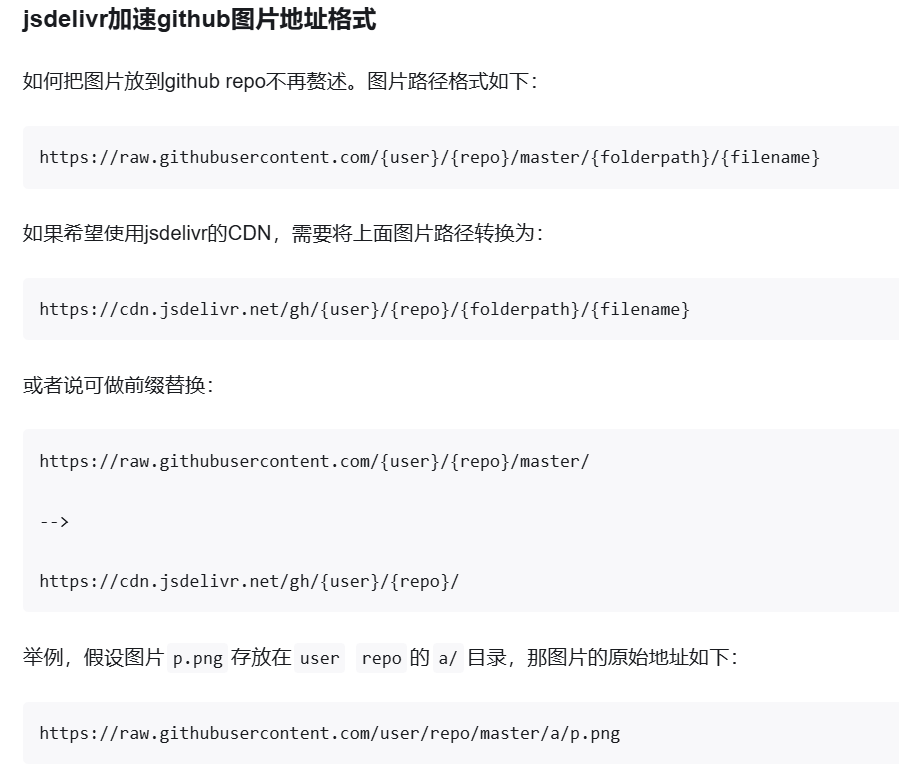 jsdelivr加速github图片地址格式
如何把图片放到github repo不再赘述。图片路径格式如下：
https://raw.githubusercontent.com/{user}/{repo}/master/{folderpath}/{filename}
如果希望使用jsdelivr的CDN，需要将上面图片路径转换为：
https://cdn.jsdelivr.net/gh/{user}/{repo}/{folderpath}/{filename}
或者说可做前缀替换：
https://raw.githubusercontent.com/{user}/{repo}/master/
-->
https://cdn.jsdelivr.net/gh/{user}/{repo}/
举例，假设图片 p.png 存放在 user repo 的 a/ 目录，那图片的原始地址如下：
https://raw.githubusercontent.com/user/repo/master/a/p.png